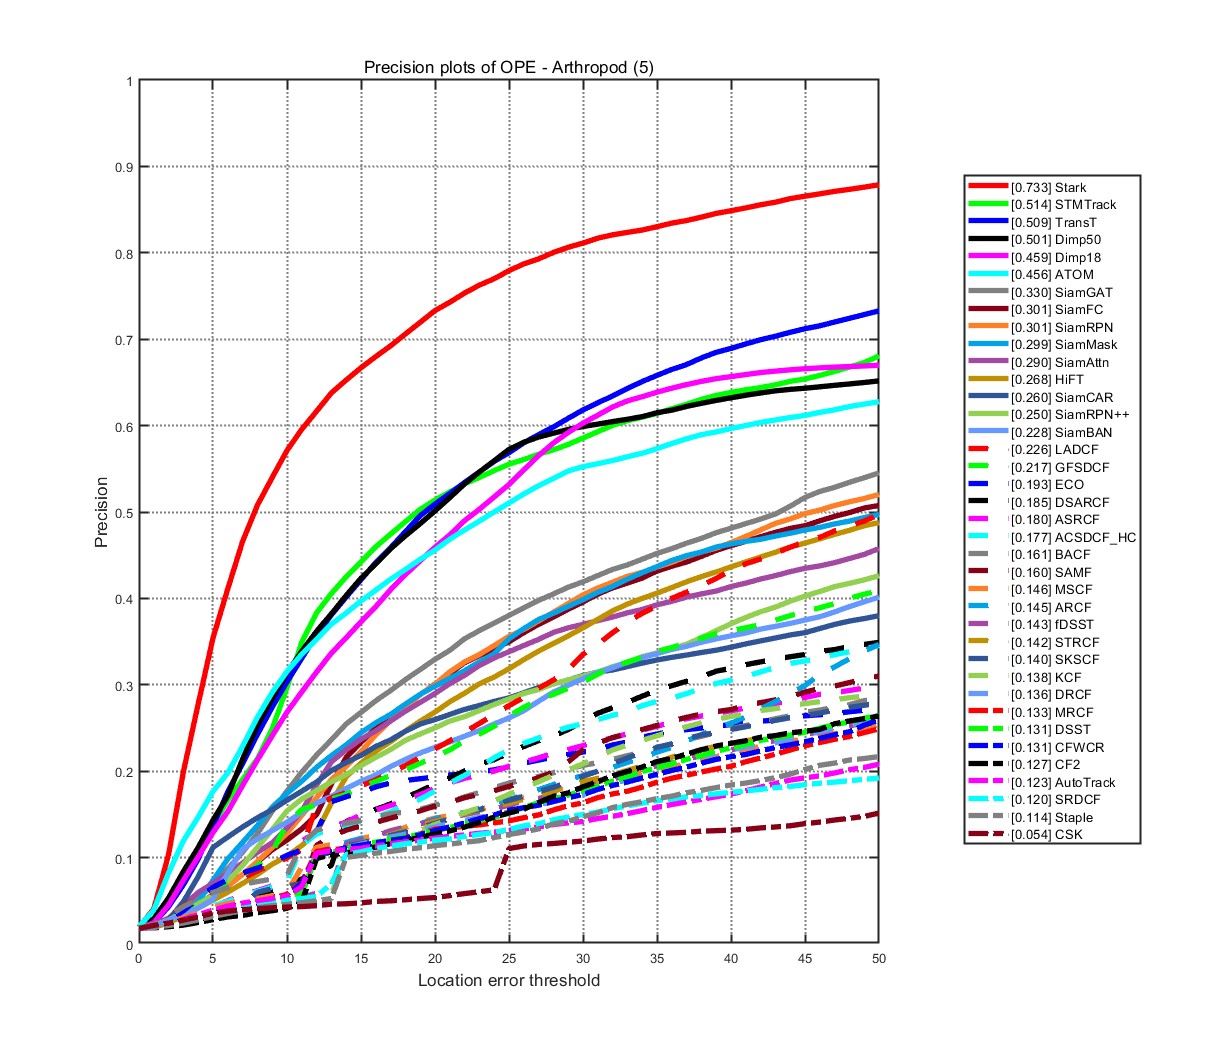 Precision plots of OPE - Arthropod (5)
1
0.9
0.8
0.7
0.6
0.5
0.4
0.3
0.2
0.1
0
Precision
0 5 10 15 20 25 30 35 40 45 50
Location error threshold
[0.733] Stark
[0.514] STMTrack
[0.509] TransT
[0.501] Dimp50
[0.459] Dimp18
[0.456] ATOM
[0.330] SiamGAT
[0.301] SiamFC
[0.301] SiamRPN
[0.299] SiamMask
[0.290] SiamAttn
[0.268] HiFT
[0.260] SiamCAR
[0.250] SiamRPN++
[0.228] SiamBAN
[0.226] LADCF
[0.217] GFSDCF
[0.193] ECO
[0.185] DSARCF
[0.180] ASRCF
[0.177] ACSDCF_HC
[0.161] BACF
[0.160] SAMF
[0.146] MSCF
[0.145] ARCF
[0.143] fDSST
[0.142] STRCF
[0.140] SKSCF
[0.138] KCF
[0.136] DRCF
[0.133] MRCF
[0.131] DSST
[0.131] CFWCR
[0.127] CF2
[0.123] AutoTrack
[0.120] SRDCF
[0.114] Staple
[0.054] CSK